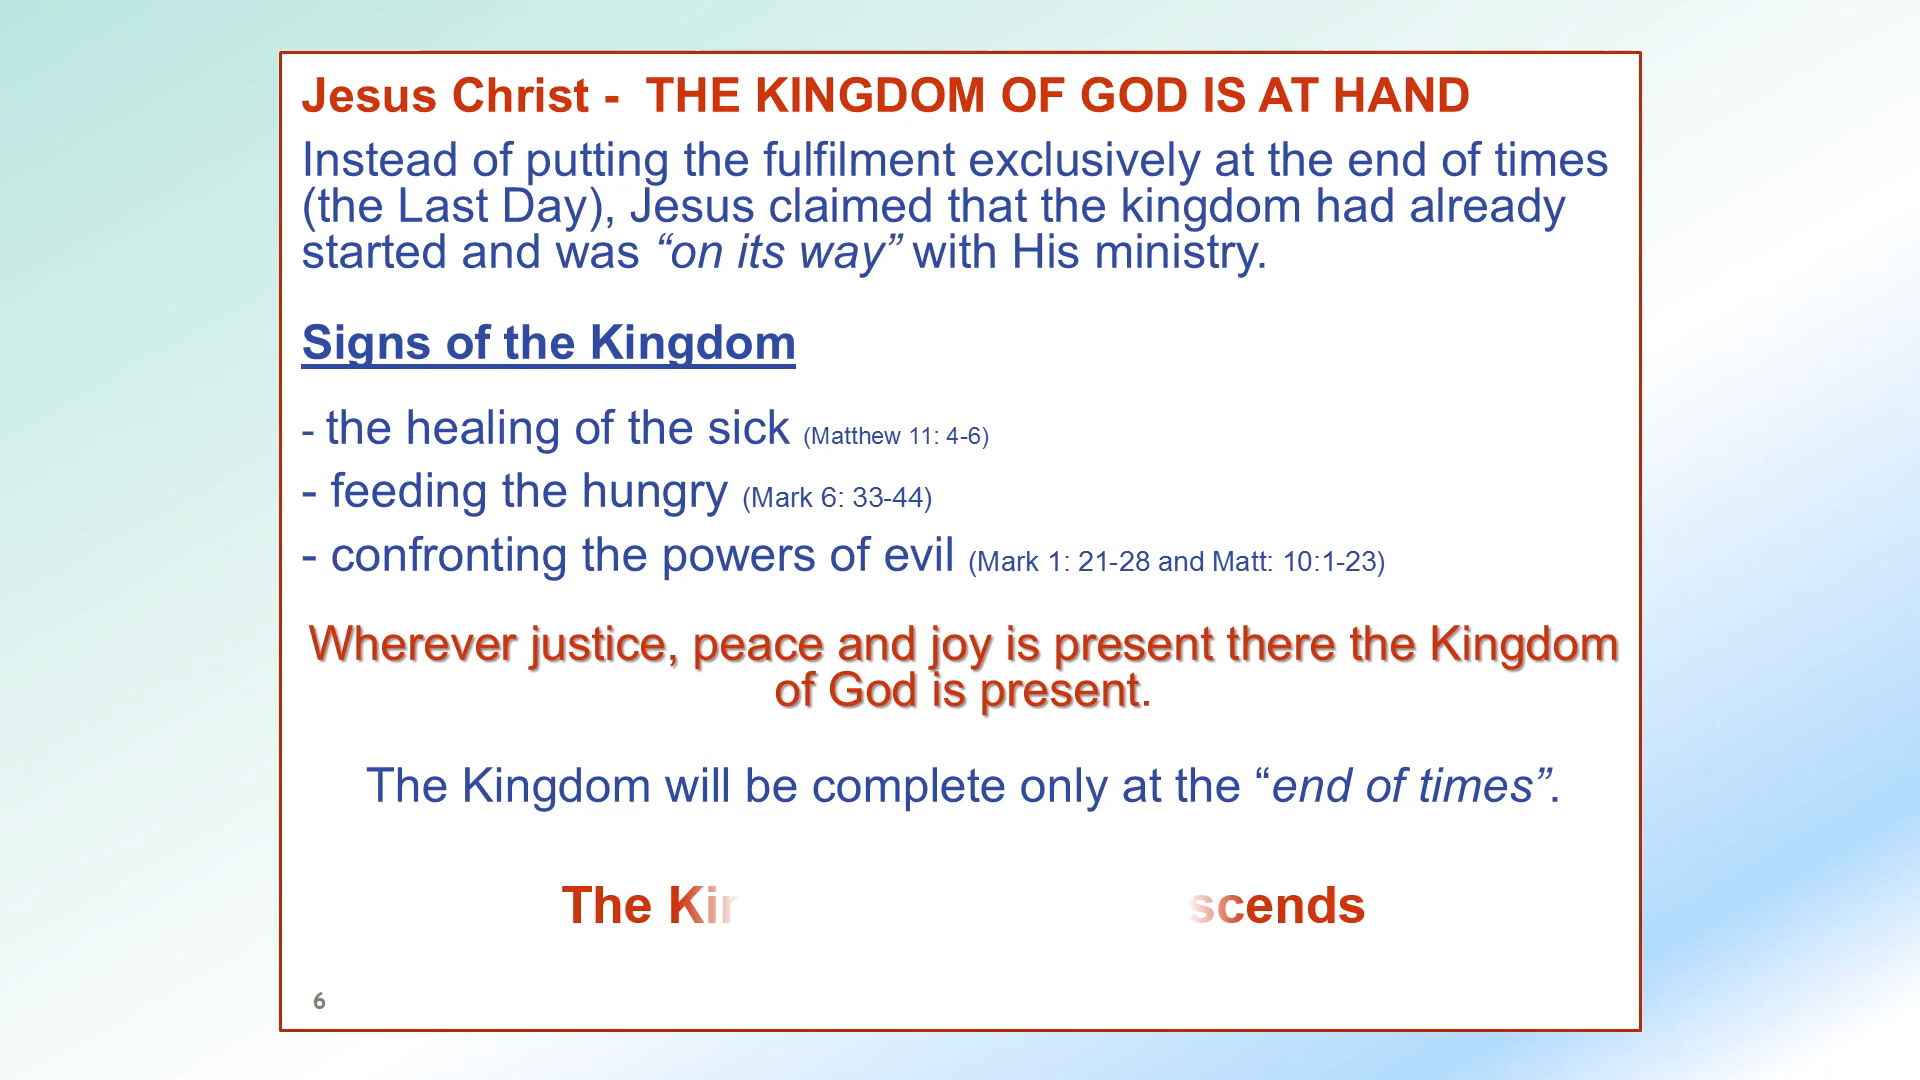 Jesus Christ - THE KINGDOM OF GOD IS AT HAND
Instead of putting the fulfilment exclusively at the end of times
(the Last Day), Jesus claimed that the kingdom had already
started and was “on its way” with His ministry.
Signs of the Kingdom
- the healing of the sick (Matthew 11: 4-6)
- feeding the hungry (Mark 6: 33-44)
- confronting the powers of evil (Mark 1: 21-28 and Matt: 10:1-23)
Wherever justice, peace and joy is present there the Kingdom
of God is present.
The Kingdom will be complete only at the “end of times”.
The
6